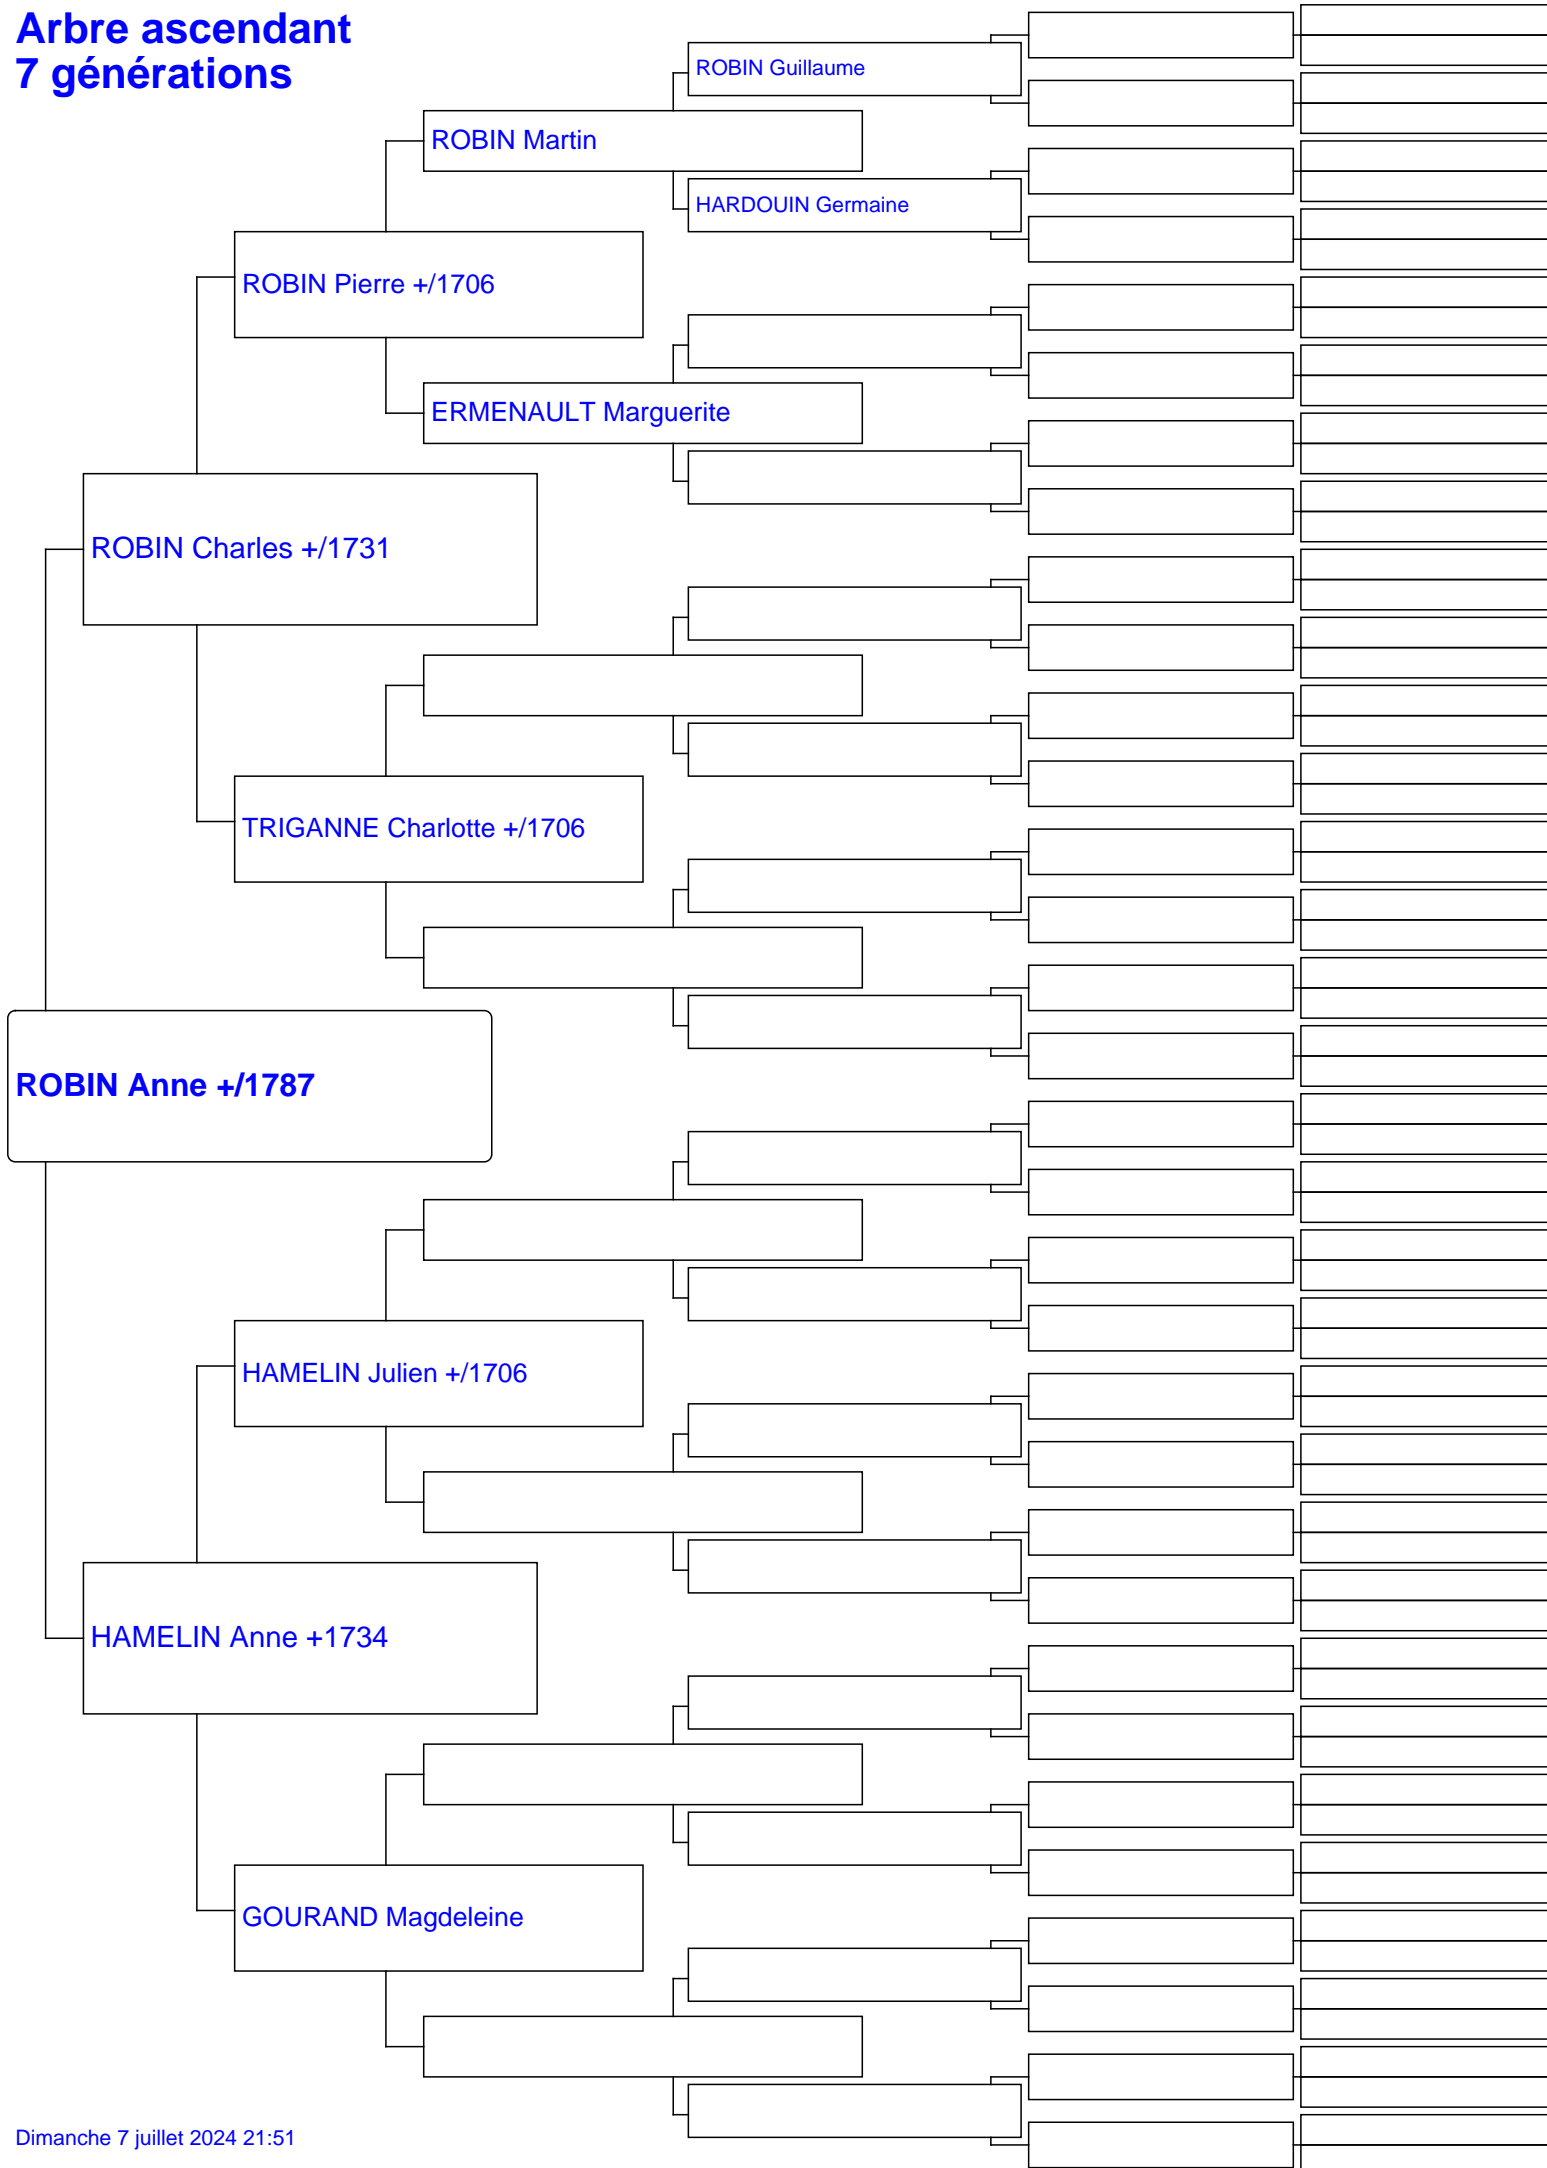 Arbre ascendant
7 générations
ROBIN Guillaume
ROBIN Martin
HARDOUIN Germaine
ROBIN Pierre +/1706
ERMENAULT Marguerite
ROBIN Charles +/1731
TRIGANNE Charlotte +/1706
ROBIN Anne +/1787
HAMELIN Julien +/1706
HAMELIN Anne +1734
GOURAND Magdeleine
Dimanche 7 juillet 2024 21:51